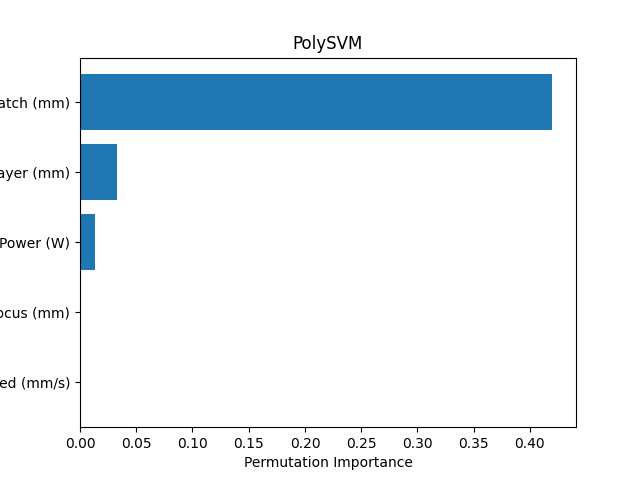 PolySVM
atch (mm)
ayer (mm)
Power (W)
ocus (mm)
ed (mm/s)
0.00 0.05 0.10 0.15 0.20 0.25 0.30 0.35 0.40
Permutation Importance